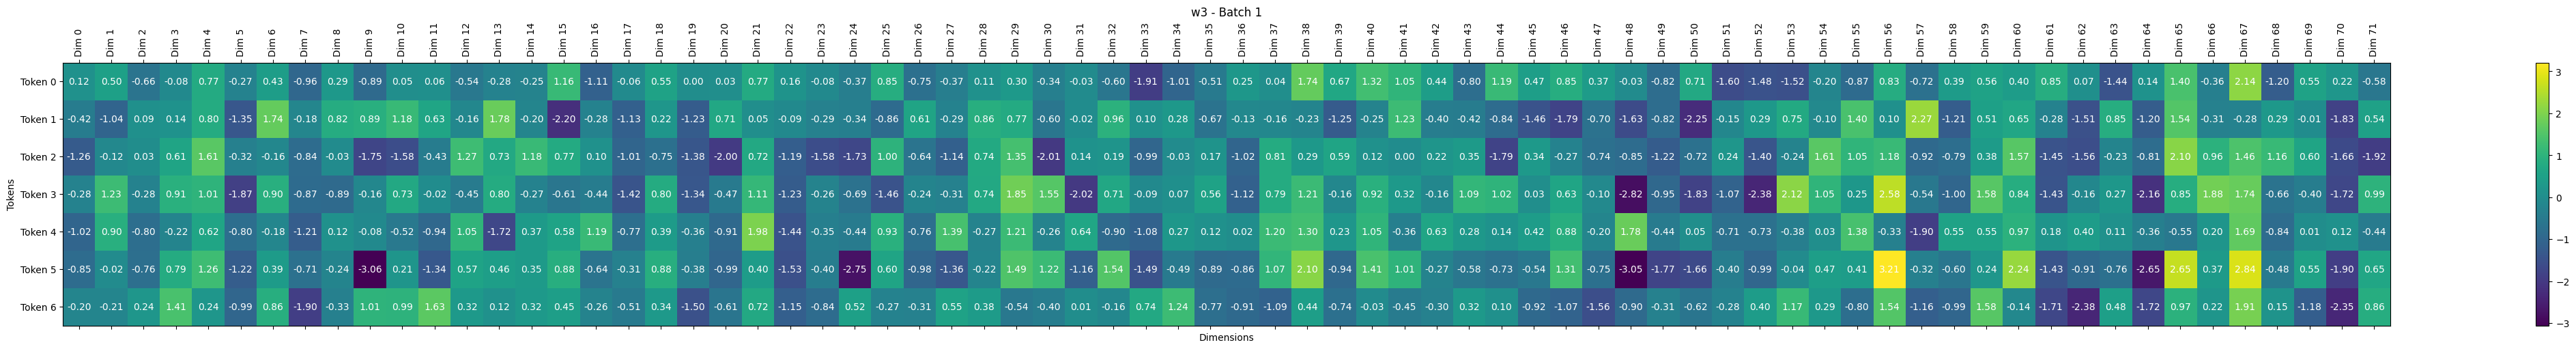 w3 - Batch 1
Dim 0 Dim 1 Dim 2 Dim 3 Dim 4 Dim 5 Dim 6 Dim 7 Dim 8 Dim 9 Dim 10 Dim 11 Dim 12 Dim 13 Dim 14 Dim 15 Dim 16 Dim 17 Dim 18 Dim 19 Dim 20 Dim 21 Dim 22 Dim 23 Dim 24 Dim 25 Dim 26 Dim 27 Dim 28 Dim 29 Dim 30 Dim 31 Dim 32 Dim 33 Dim 34 Dim 35 Dim 36 Dim 37 Dim 38 Dim 39 Dim 40 Dim 41 Dim 42 Dim 43 Dim 44 Dim 45 Dim 46 Dim 47 Dim 48 Dim 49 Dim 50 Dim 51 Dim 52 Dim 53 Dim 54 Dim 55 Dim 56 Dim 57 Dim 58 Dim 59 Dim 60 Dim 61 Dim 62 Dim 63 Dim 64 Dim 65 Dim 66 Dim 67 Dim 68 Dim 69 Dim 70 Dim 71
Token 0 0.12 0.50 -0.66 -0.08 0.77 -0.27 0.43 -0.96 0.29 -0.89 0.05 0.06 -0.54 -0.28 -0.25 1.16 -1.11 -0.06 0.55 0.00 0.03 0.77 0.16 -0.08 -0.37 0.85 -0.75 -0.37 0.11 0.30 -0.34 -0.03 -0.60 -1.91 -1.01 -0.51 0.25 0.04 1.74 0.67 1.32 1.05 0.44 -0.80 1.19 0.47 0.85 0.37 -0.03 -0.82 0.71 -1.60 -1.48 -1.52 -0.20 -0.87 0.83 -0.72 0.39 0.56 0.40 0.85 0.07 -1.44 0.14 1.40 -0.36 2.14 -1.20 0.55 0.22 -0.58
Token 1 -0.42 -1.04 0.09 0.14 0.80 -1.35 1.74 -0.18 0.82 0.89 1.18 0.63 -0.16 1.78 -0.20 -2.20 -0.28 -1.13 0.22 -1.23 0.71 0.05 -0.09 -0.29 -0.34 -0.86 0.61 -0.29 0.86 0.77 -0.60 -0.02 0.96 0.10 0.28 -0.67 -0.13 -0.16 -0.23 -1.25 -0.25 1.23 -0.40 -0.42 -0.84 -1.46 -1.79 -0.70 -1.63 -0.82 -2.25 -0.15 0.29 0.75 -0.10 1.40 0.10 2.27 -1.21 0.51 0.65 -0.28 -1.51 0.85 -1.20 1.54 -0.31 -0.28 0.29 -0.01 -1.83 0.54
Token 2 -1.26 -0.12 0.03 0.61 1.61 -0.32 -0.16 -0.84 -0.03 -1.75 -1.58 -0.43 1.27 0.73 1.18 0.77 0.10 -1.01 -0.75 -1.38 -2.00 0.72 -1.19 -1.58 -1.73 1.00 -0.64 -1.14 0.74 1.35 -2.01 0.14 0.19 -0.99 -0.03 0.17 -1.02 0.81 0.29 0.59 0.12 0.00 0.22 0.35 -1.79 0.34 -0.27 -0.74 -0.85 -1.22 -0.72 0.24 -1.40 -0.24 1.61 1.05 1.18 -0.92 -0.79 0.38 1.57 -1.45 -1.56 -0.23 -0.81 2.10 0.96 1.46 1.16 0.60 -1.66 -1.92
Token 3 -0.28 1.23 -0.28 0.91 1.01 -1.87 0.90 -0.87 -0.89 -0.16 0.73 -0.02 -0.45 0.80 -0.27 -0.61 -0.44 -1.42 0.80 -1.34 -0.47 1.11 -1.23 -0.26 -0.69 -1.46 -0.24 -0.31 0.74 1.85 1.55 -2.02 0.71 -0.09 0.07 0.56 -1.12 0.79 1.21 -0.16 0.92 0.32 -0.16 1.09 1.02 0.03 0.63 -0.10 -2.82 -0.95 -1.83 -1.07 -2.38 2.12 1.05 0.25 2.58 -0.54 -1.00 1.58 0.84 -1.43 -0.16 0.27 -2.16 0.85 1.88 1.74 -0.66 -0.40 -1.72 0.99
Token 4 -1.02 0.90 -0.80 -0.22 0.62 -0.80 -0.18 -1.21 0.12 -0.08 -0.52 -0.94 1.05 -1.72 0.37 0.58 1.19 -0.77 0.39 -0.36 -0.91 1.98 -1.44 -0.35 -0.44 0.93 -0.76 1.39 -0.27 1.21 -0.26 0.64 -0.90 -1.08 0.27 0.12 0.02 1.20 1.30 0.23 1.05 -0.36 0.63 0.28 0.14 0.42 0.88 -0.20 1.78 -0.44 0.05 -0.71 -0.73 -0.38 0.03 1.38 -0.33 -1.90 0.55 0.55 0.97 0.18 0.40 0.11 -0.36 -0.55 0.20 1.69 -0.84 0.01 0.12 -0.44
Token 5 -0.85 -0.02 -0.76 0.79 1.26 -1.22 0.39 -0.71 -0.24 -3.06 0.21 -1.34 0.57 0.46 0.35 0.88 -0.64 -0.31 0.88 -0.38 -0.99 0.40 -1.53 -0.40 -2.75 0.60 -0.98 -1.36 -0.22 1.49 1.22 -1.16 1.54 -1.49 -0.49 -0.89 -0.86 1.07 2.10 -0.94 1.41 1.01 -0.27 -0.58 -0.73 -0.54 1.31 -0.75 -3.05 -1.77 -1.66 -0.40 -0.99 -0.04 0.47 0.41 3.21 -0.32 -0.60 0.24 2.24 -1.43 -0.91 -0.76 -2.65 2.65 0.37 2.84 -0.48 0.55 -1.90 0.65
Token 6 -0.20 -0.21 0.24 1.41 0.24 -0.99 0.86 -1.90 -0.33 1.01 0.99 1.63 0.32 0.12 0.32 0.45 -0.26 -0.51 0.34 -1.50 -0.61 0.72 -1.15 -0.84 0.52 -0.27 -0.31 0.55 0.38 -0.54 -0.40 0.01 -0.16 0.74 1.24 -0.77 -0.91 -1.09 0.44 -0.74 -0.03 -0.45 -0.30 0.32 0.10 -0.92 -1.07 -1.56 -0.90 -0.31 -0.62 -0.28 0.40 1.17 0.29 -0.80 1.54 -1.16 -0.99 1.58 -0.14 -1.71 -2.38 0.48 -1.72 0.97 0.22 1.91 0.15 -1.18 -2.35 0.86
Tokens
Dimensions
3
2
1
0
−1
−2
−3